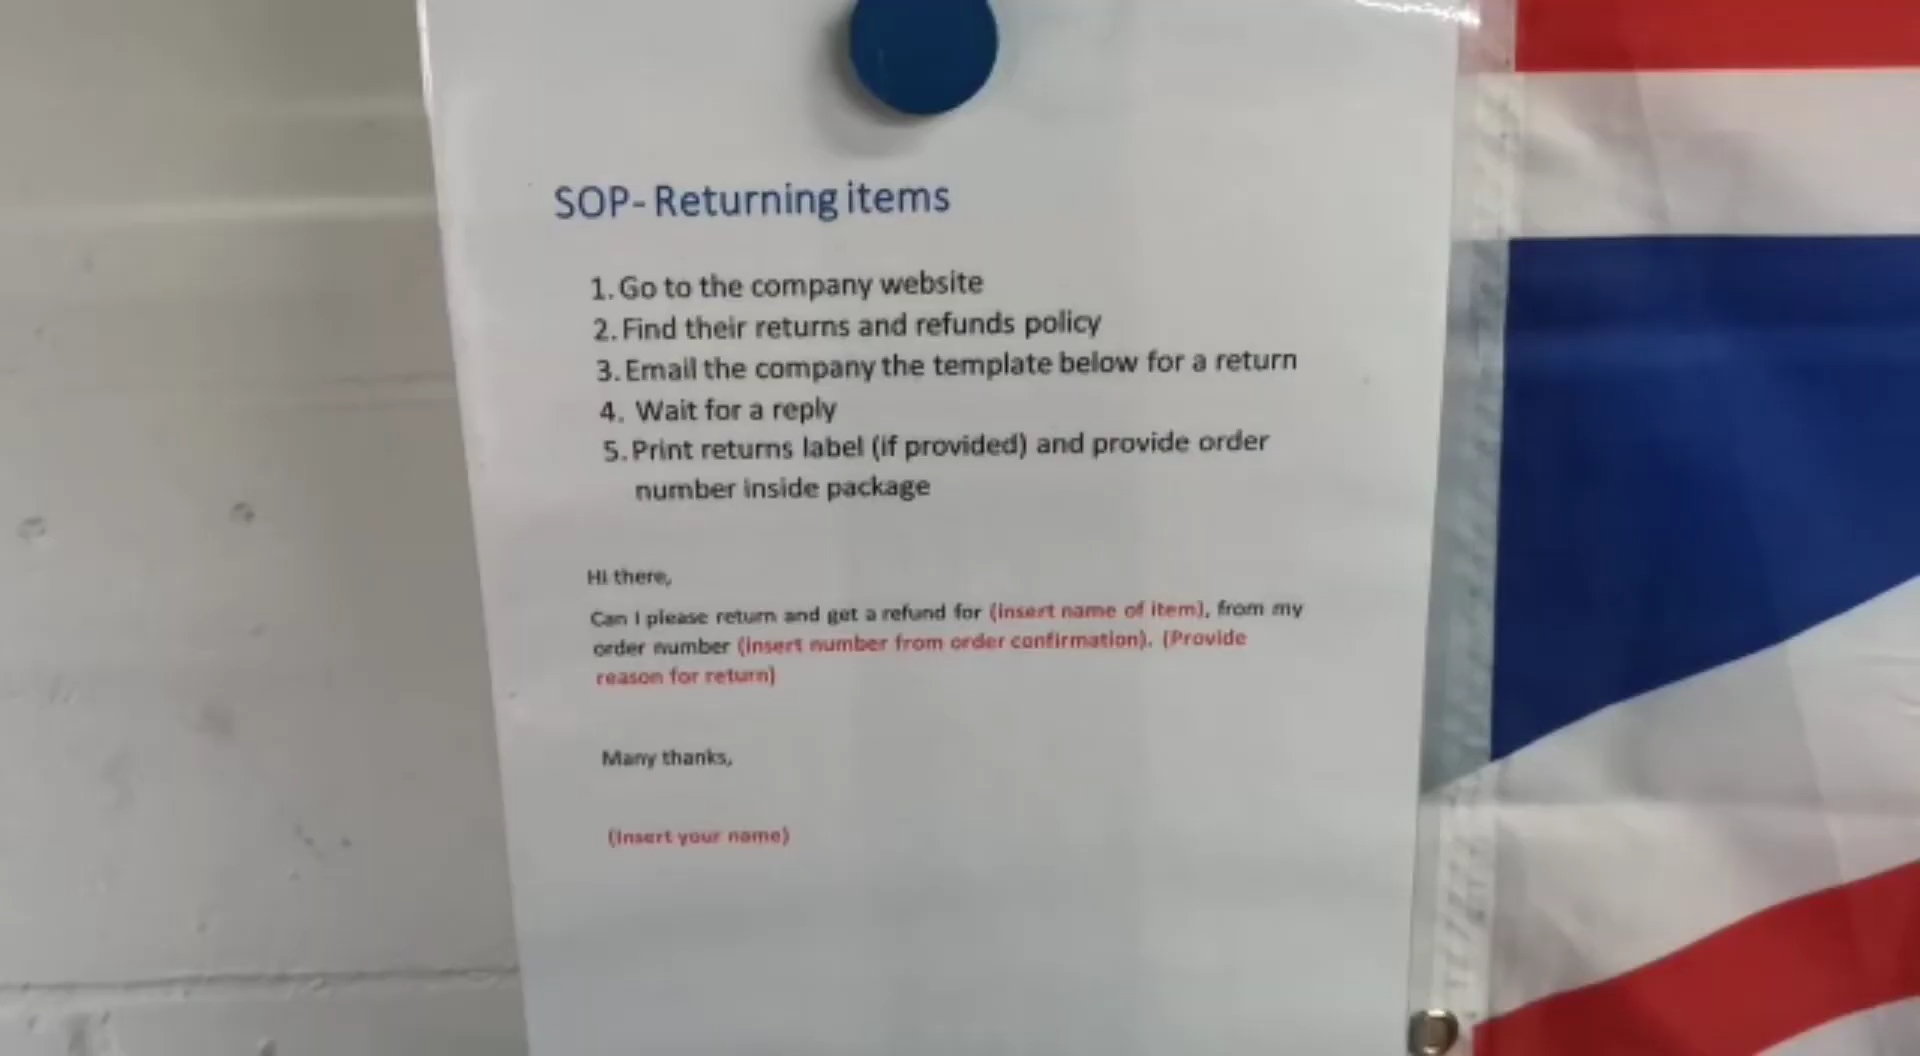 SOP- Returning items
1. Go to the company website
2. Find their returns and refunds policy
3. Email the company the template below for a return
4. Wait for a reply
5. Print returns label (if provided) and provide order
number inside package
Hi there,
Can I please return and get a refund for (insert name of item), from my
order number (insert number from order confirmation). (Provide
reason for return)
Many thanks,
(Insert your name)